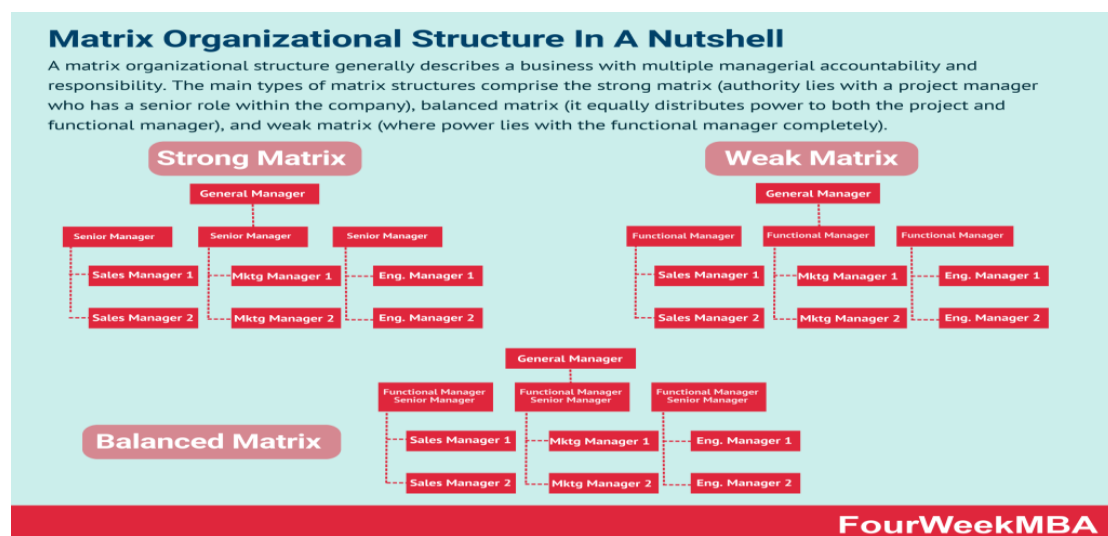 Matrix Organizational Structure In A Nutshell
A matrix organizational structure generally describes a business with multiple managerial accountability and
responsibility. The main types of matrix structures comprise the strong matrix (authority lies with a project manager
who has a senior role within the company), balanced matrix (it equally distributes power to both the project and
functional manager), and weak matrix (where power lies with the functional manager completely).
Strong Matrix
General Manager
Senior Manager
Senior Manager
Senior Manager
Sales Manager 1
Mktg Manager 1
Eng. Manager 1
Sales Manager 2
Mktg Manager 2
Eng. Manager 2
Weak Matrix
General Manager
Functional Manager
Functional Manager
Functional Manager
Sales Manager 1
Mktg Manager 1
Eng. Manager 1
Sales Manager 2
Mktg Manager 2
Eng. Manager 2
Balanced Matrix
General Manager
Functional Manager
Senior Manager
Functional Manager
Senior Manager
Functional Manager
Senior Manager
Sales Manager 1
Mktg Manager 1
Eng. Manager 1
Sales Manager 2
Mktg Manager 2
Eng. Manager 2
FourWeekMBA